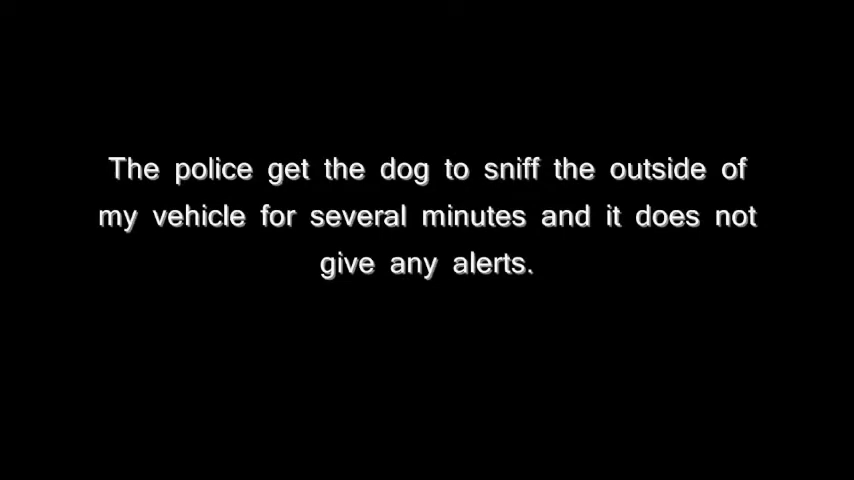 The police get the dog to sniff the outside of
my vehicle for several minutes and it does not
give any alerts.